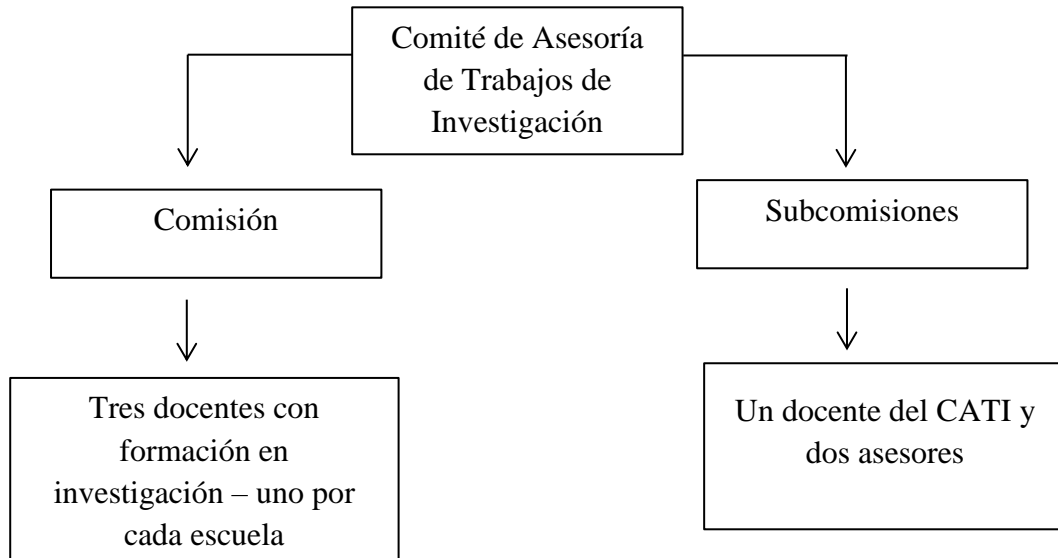 Comité de Asesoría
de Trabajos de
Investigación
Comisión
Subcomisiones
Tres docentes con
formación en
investigación – uno por
cada escuela
Un docente del CATI y
dos asesores